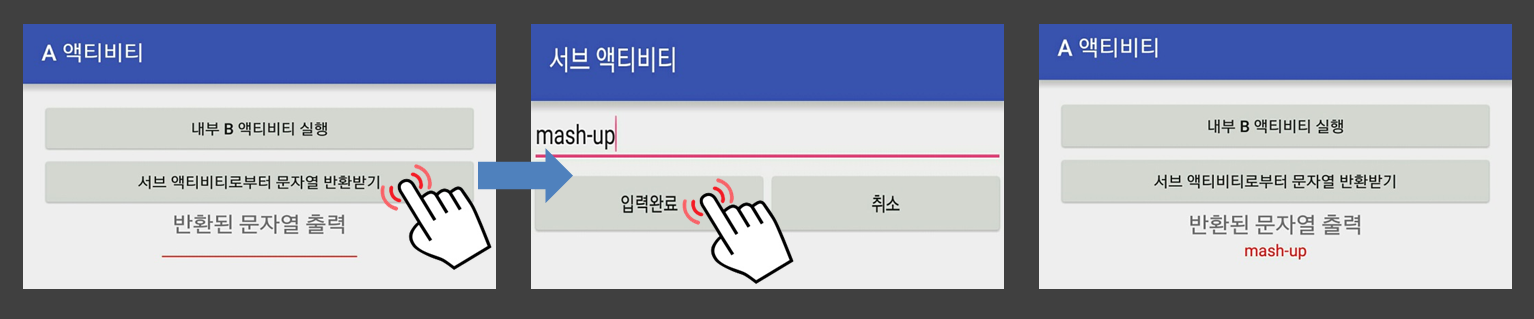 A 액티비티
내부 B 액티비티 실행
서브 액티비티로부터 문자열 반환받기
반환된 문자열 출력
서브 액티비티
mash-up
입력완료
취소
A 액티비티
내부 B 액티비티 실행
서브 액티비티로부터 문자열 반환받기
반환된 문자열 출력
mash-up